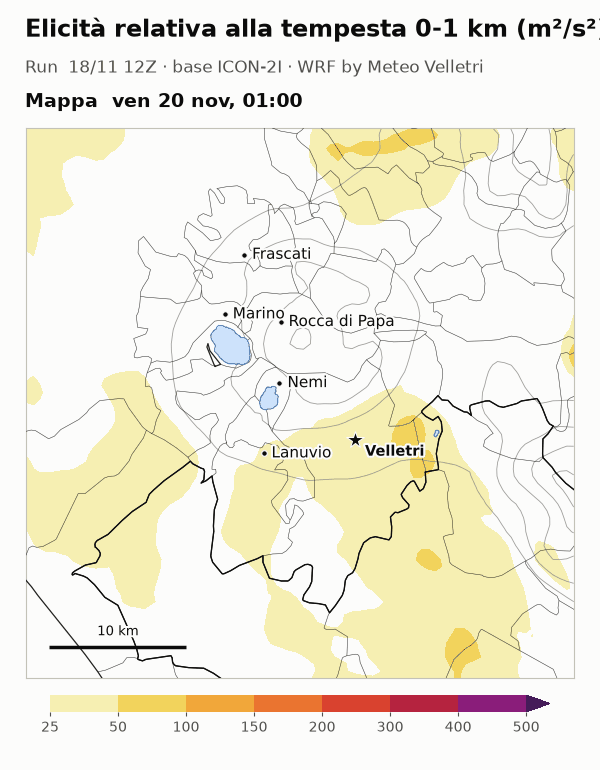 Elicità relativa alla tempesta 0-1 km (m²/s²)
Run  18/11 12Z · base ICON-2I · WRF by Meteo Velletri
Mappa  ven 20 nov, 01:00
Frascati
Marino
Rocca di Papa
Nemi
Velletri
Lanuvio
10 km
25 50 100 150 200 250 300 400 500